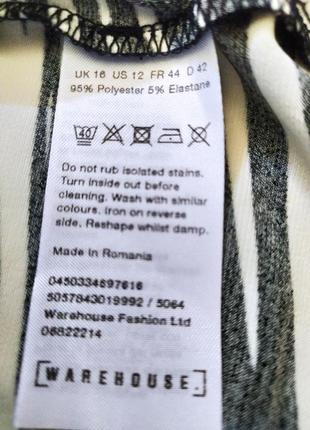 UK 16 US 12 FR 44 D 42
95% Polyester 5% Elastane
40
Do not rub isolated stains.
Turn inside out before
cleaning. Wash with similar
colours. Iron on reverse
side. Reshape whilst damp.
Made in Romania
0450334697616
5057843019992 / 5064
Warehouse Fashion Ltd
06822214
[WAREHOUSE.]